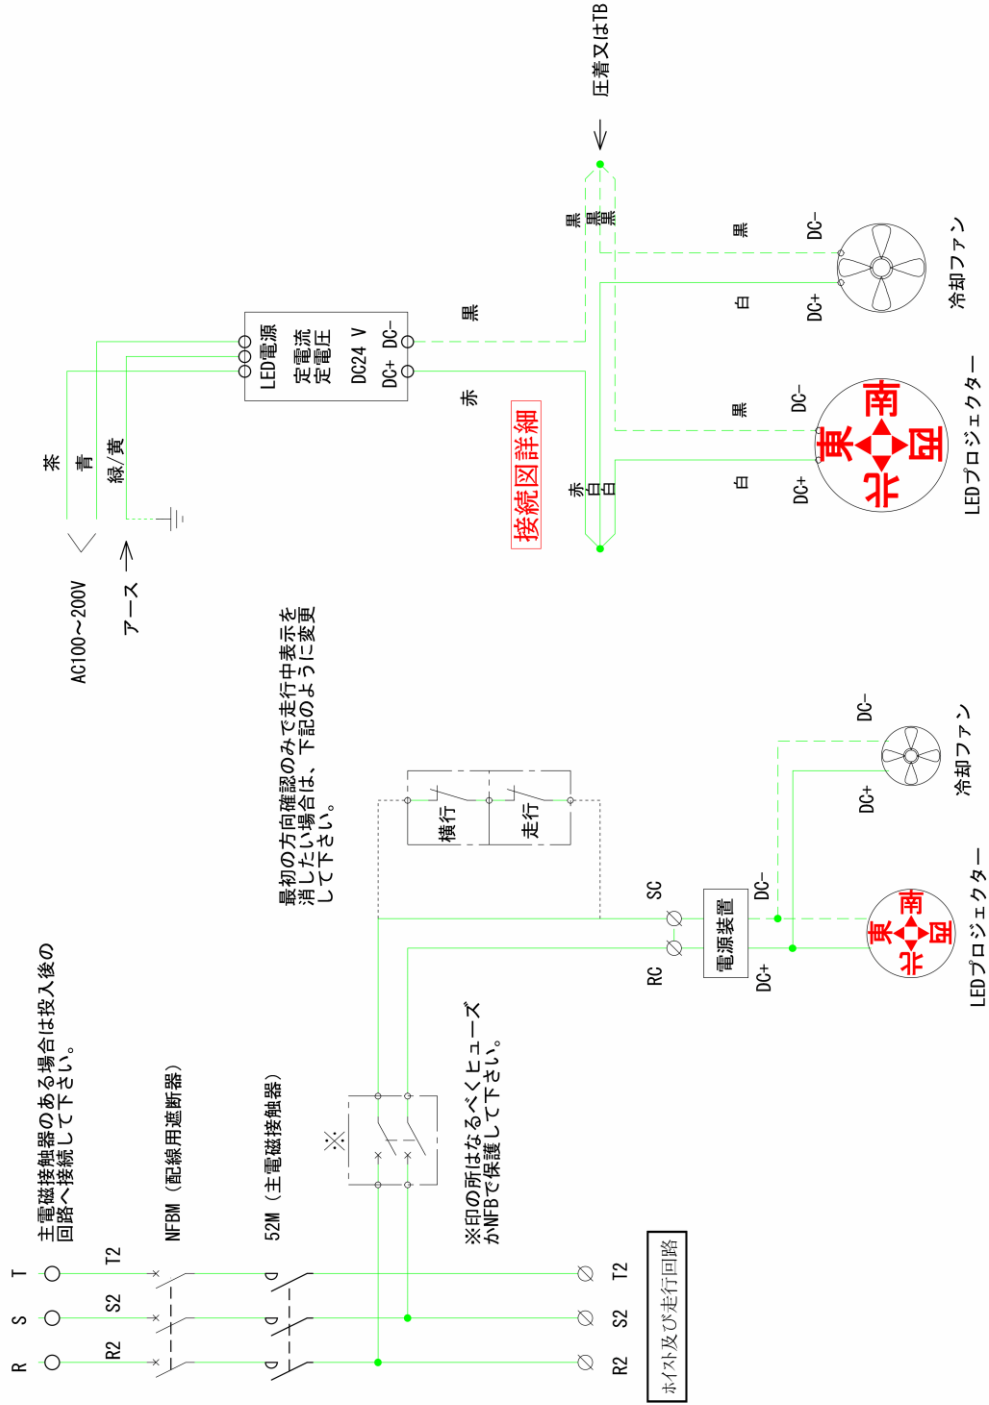 主電磁接触器のある場合は投入後の
回路へ接続して下さい。
R
S
T
R2
S2
T2
NFBM（配線用遮断器）
52M（主電磁接触器）
※
※印の所はなるべくヒューズ
かNFBで保護して下さい。
R2
S2
T2
ホイスト及び走行回路
最初の方向確認のみで走行中表示を
消したい場合は、下記のように変更
して下さい。
横行
走行
RC
SC
電源装置
DC+
DC-
DC+
DC-
東
南
北
西
LEDプロジェクター
冷却ファン
AC100～200V
アース
茶
青
緑/黄
LED電源
定電流
定電圧
DC24 V
DC+
DC-
赤
黒
接続図詳細
赤
白
白
黒
黒
黒
圧着又はTB
白
黒
白
黒
DC+
DC-
DC+
DC-
東
南
北
西
LEDプロジェクター
冷却ファン